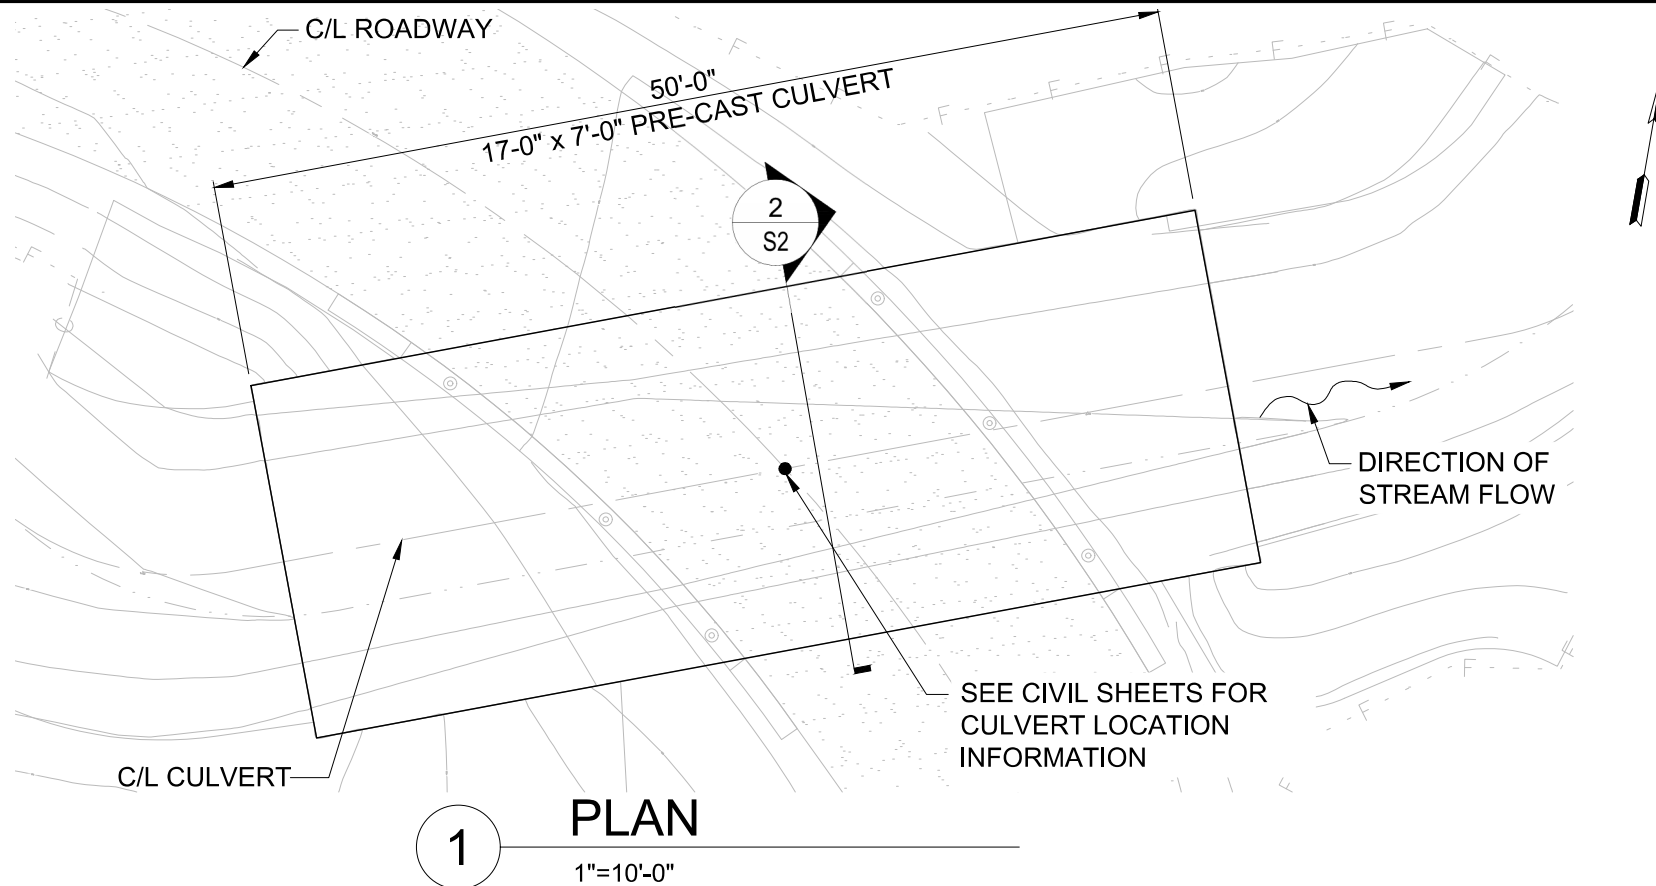 C/L ROADWAY
50'-0"
17-0" x 7'-0" PRE-CAST CULVERT
F
F
F
F
F
F
F
2
S2
F
DIRECTION OF
STREAM FLOW
SEE CIVIL SHEETS FOR
CULVERT LOCATION
INFORMATION
F
F
F
F
C/L CULVERT
1
PLAN
1"=10'-0"